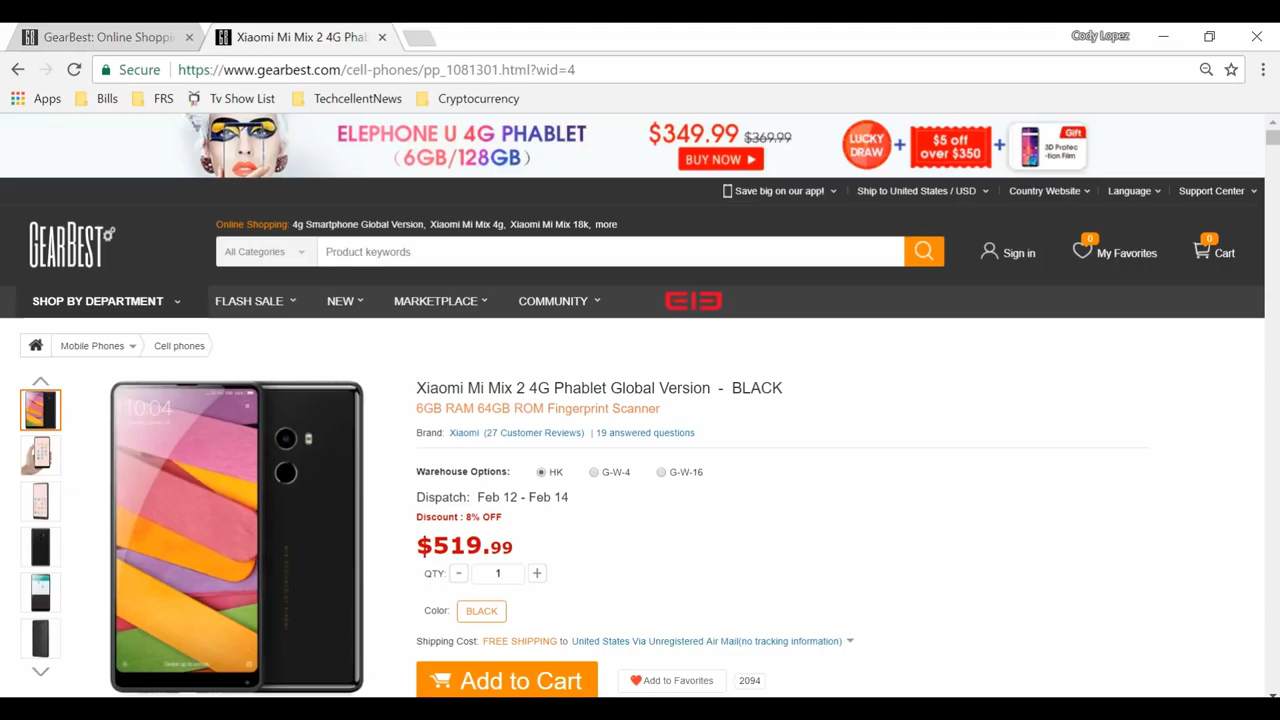 GearBest: Online Shoppi
Xiaomi Mi Mix 2 4G Phab
Cody Lopez
Secure
https://www.gearbest.com/cell-phones/pp_1081301.html?wid=4
Apps
Bills
FRS
Tv Show List
TechcellentNews
Cryptocurrency
ELEPHONE U 4G PHABLET
(6GB/128GB)
$349.99 $369.99
BUY NOW
LUCKY
DRAW
+
$5 off
over $350
+
Gift
3D Protec
-tion Film
Save big on our app!
Ship to United States / USD
Country Website
Language
Support Center
GEARBEST
Online Shopping: 4g Smartphone Global Version, Xiaomi Mi Mix 4g, Xiaomi Mi Mix 18k, more
All Categories
Product keywords
Sign in
0
My Favorites
0
Cart
SHOP BY DEPARTMENT
FLASH SALE
NEW
MARKETPLACE
COMMUNITY
Mobile Phones
Cell phones
10:04
Xiaomi Mi Mix 2 4G Phablet Global Version - BLACK
6GB RAM 64GB ROM Fingerprint Scanner
Brand: Xiaomi (27 Customer Reviews) | 19 answered questions
Warehouse Options: HK G-W-4 G-W-16
Dispatch: Feb 12 - Feb 14
Discount : 8% OFF
$519.99
QTY: - 1 +
Color: BLACK
Shipping Cost: FREE SHIPPING to United States Via Unregistered Air Mail(no tracking information)
Add to Cart
Add to Favorites
2094